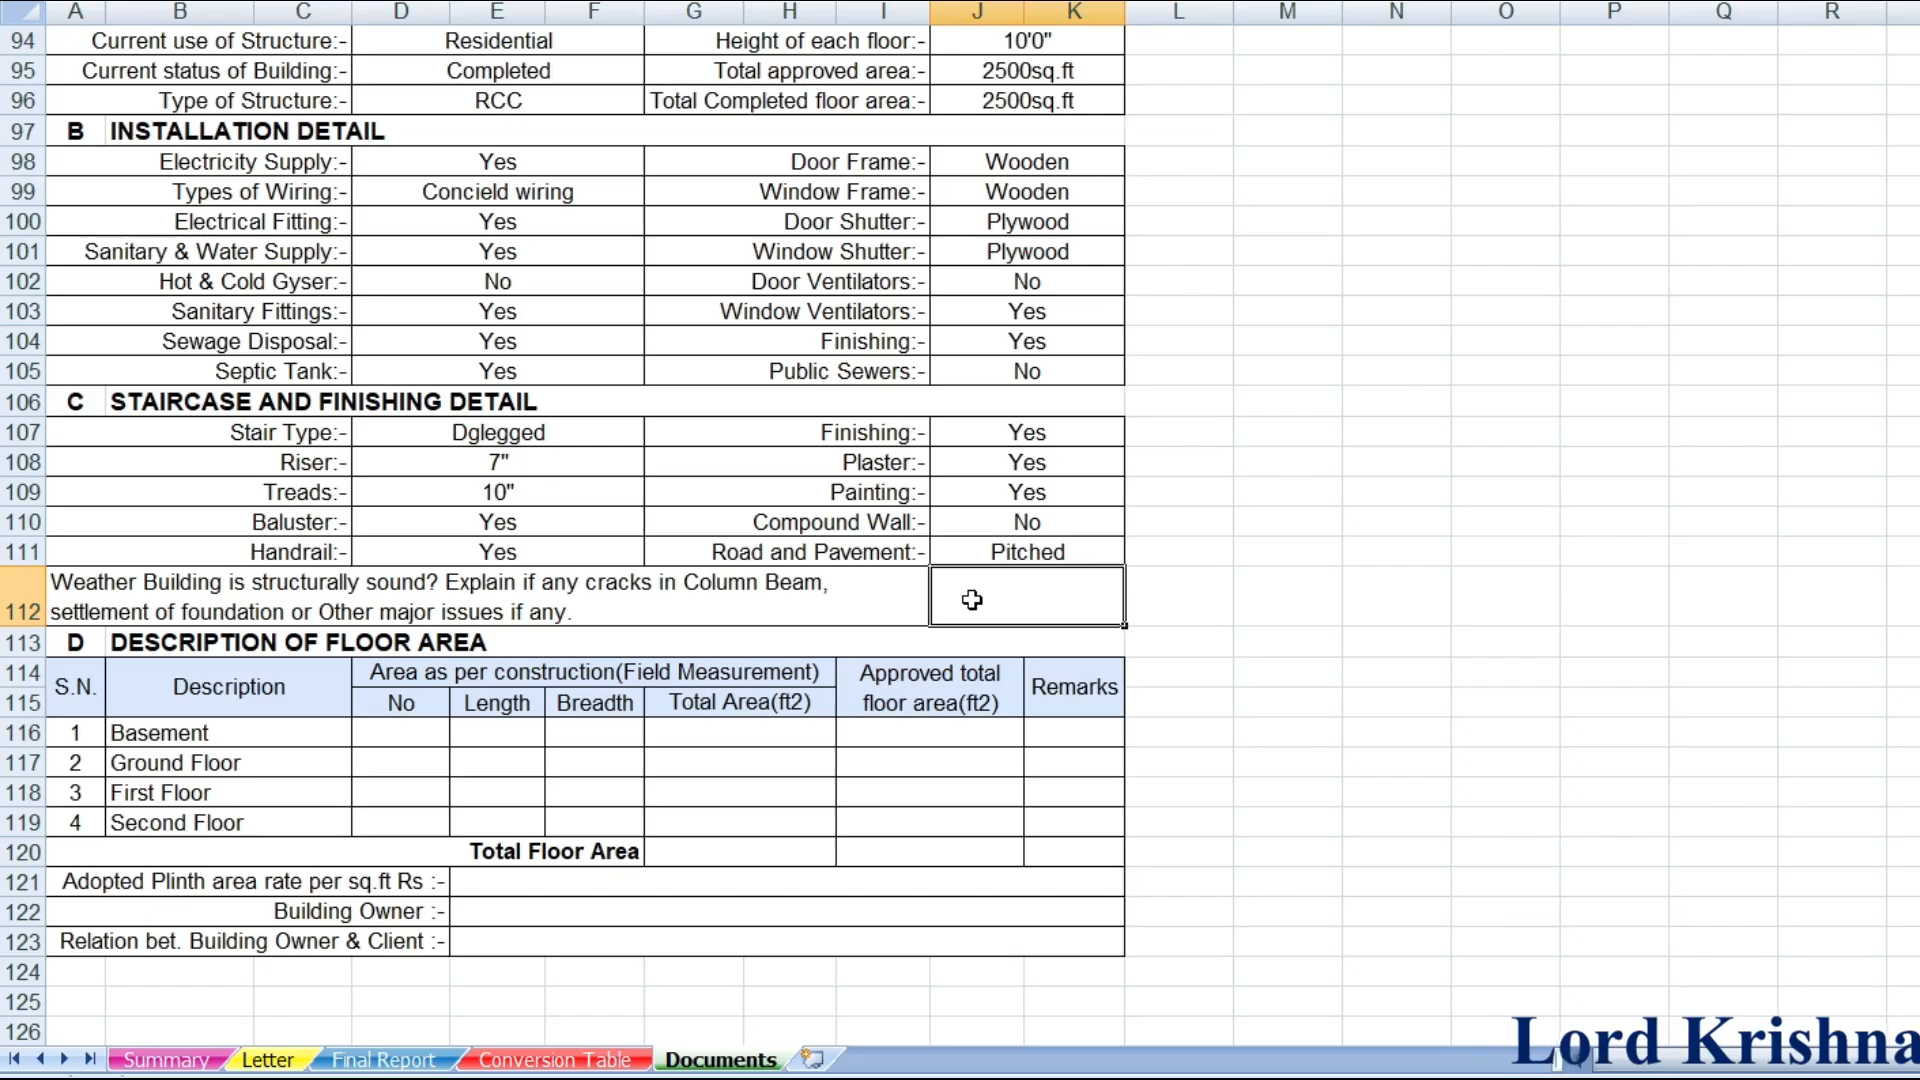 A B C D E F G H I J K L M N O P Q R
94 Current use of Structure:- Residential Height of each floor:- 10'0"
95 Current status of Building:- Completed Total approved area:- 2500sq.ft
96 Type of Structure:- RCC Total Completed floor area:- 2500sq.ft
97 B INSTALLATION DETAIL
98 Electricity Supply:- Yes Door Frame:- Wooden
99 Types of Wiring:- Concield wiring Window Frame:- Wooden
100 Electrical Fitting:- Yes Door Shutter:- Plywood
101 Sanitary & Water Supply:- Yes Window Shutter:- Plywood
102 Hot & Cold Gyser:- No Door Ventilators:- No
103 Sanitary Fittings:- Yes Window Ventilators:- Yes
104 Sewage Disposal:- Yes Finishing:- Yes
105 Septic Tank:- Yes Public Sewers:- No
106 C STAIRCASE AND FINISHING DETAIL
107 Stair Type:- Dglegged Finishing:- Yes
108 Riser:- 7" Plaster:- Yes
109 Treads:- 10" Painting:- Yes
110 Baluster:- Yes Compound Wall:- No
111 Handrail:- Yes Road and Pavement:- Pitched
Weather Building is structurally sound? Explain if any cracks in Column Beam,
112 settlement of foundation or Other major issues if any.
113 D DESCRIPTION OF FLOOR AREA
114 S.N. Description Area as per construction(Field Measurement) Approved total Remarks
115 No Length Breadth Total Area(ft2) floor area(ft2)
116 1 Basement
117 2 Ground Floor
118 3 First Floor
119 4 Second Floor
120 Total Floor Area
121 Adopted Plinth area rate per sq.ft Rs :-
122 Building Owner :-
123 Relation bet. Building Owner & Client :-
124
125
126
Lord Krishna
Summary Letter Final Report Conversion Table Documents